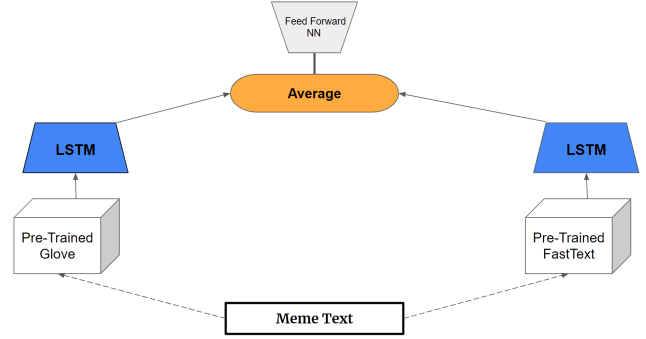 Feed Forward
NN
Average
LSTM
LSTM
Pre-Trained
Glove
Pre-Trained
FastText
Meme Text